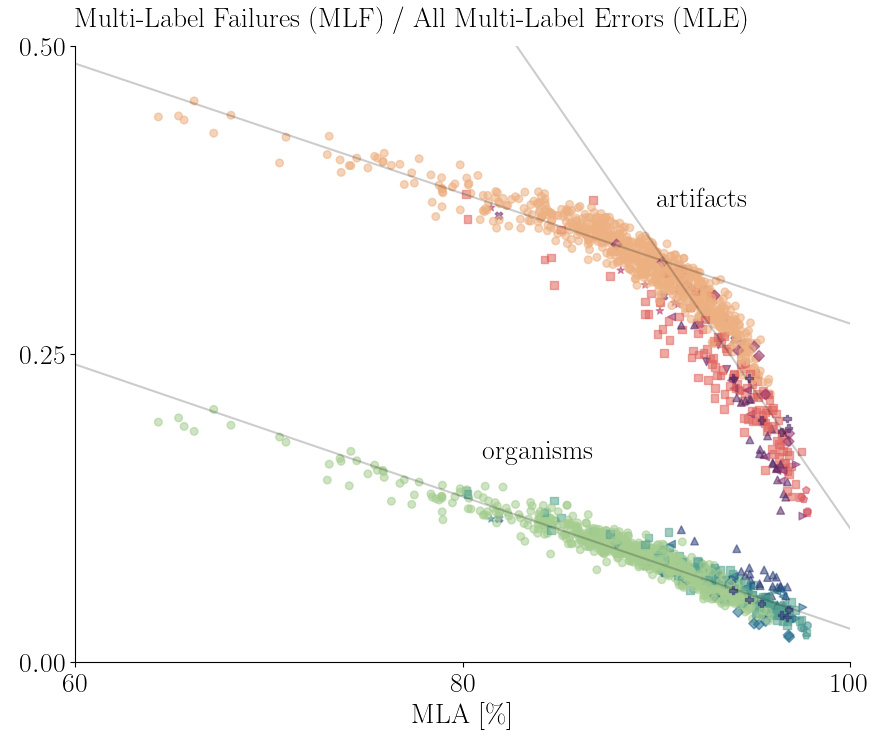 Multi-Label Failures (MLF) / All Multi-Label Errors (MLE)
0.50
artifacts
0.25
organisms
0.00
60 80 100
MLA [%]